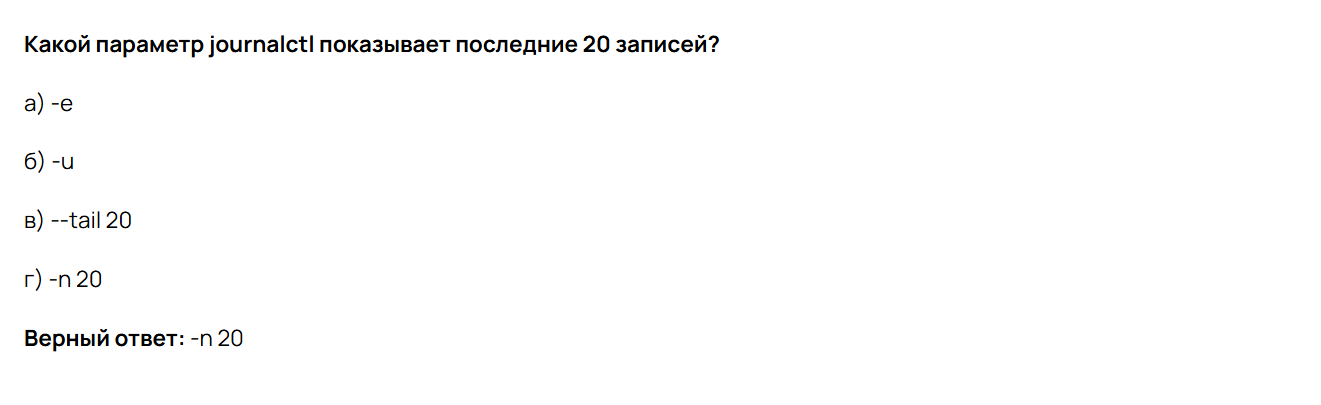 Какой параметр journalctl показывает последние 20 записей?
а) -e
б) -u
в) --tail 20
г) -n 20
Верный ответ: -n 20